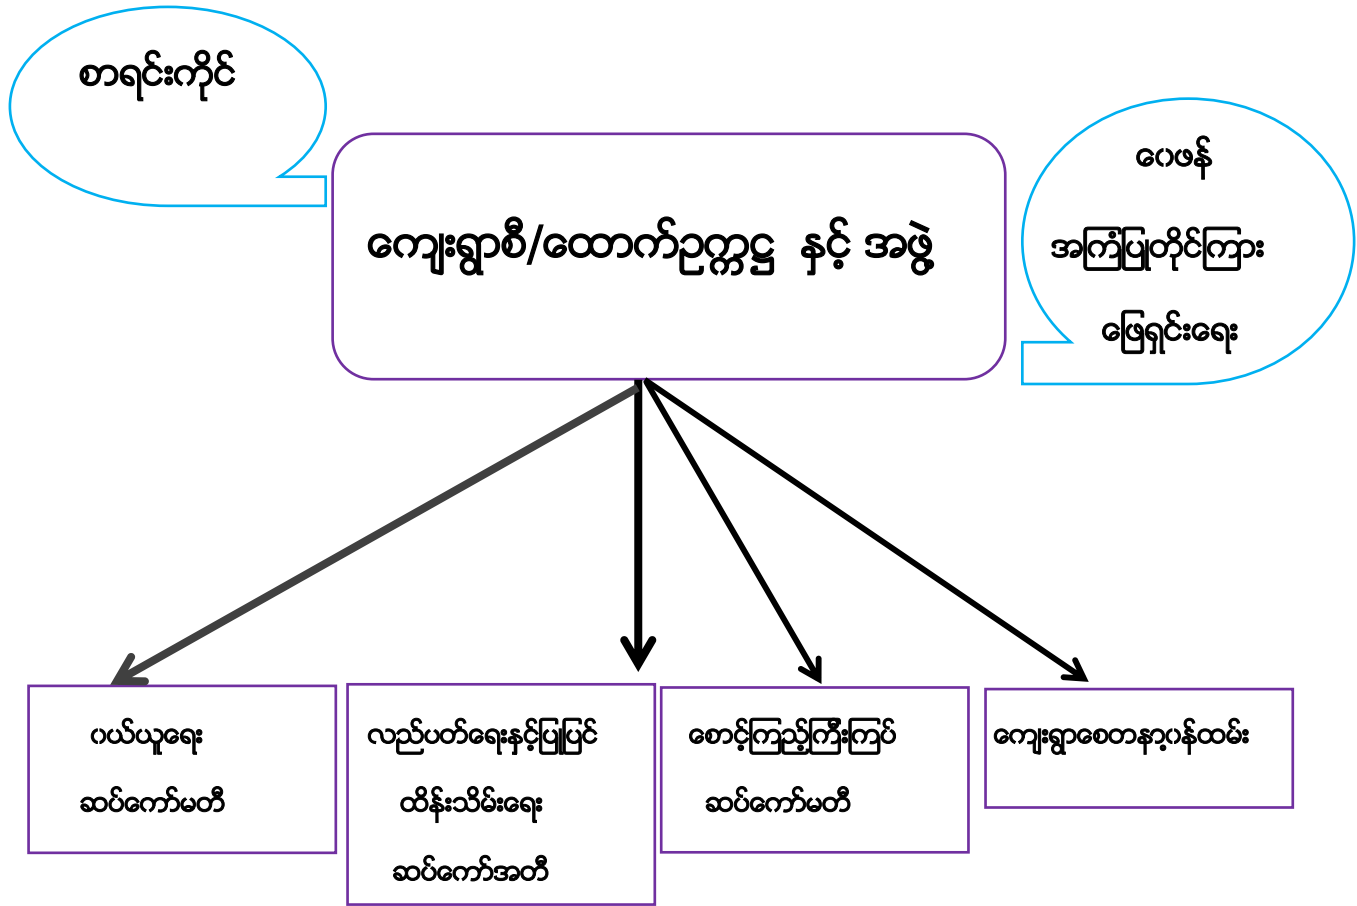 စာရင်းကိုင်
ဝေဖန်
အကြံပြုတိုင်ကြား
ဖြေရှင်းရေး
ကျေးရွာစီ/ထောက်ဥက္ကဋ္ဌ နှင့် အဖွဲ့
ဝယ်ယူရေး
ဆပ်ကော်မတီ
လည်ပတ်ရေးနှင့်ပြုပြင်
ထိန်းသိမ်းရေး
ဆပ်ကော်အတီ
စောင့်ကြည့်ကြီးကြပ်
ဆပ်ကော်မတီ
ကျေးရွာစေတနာ့ဝန်ထမ်း